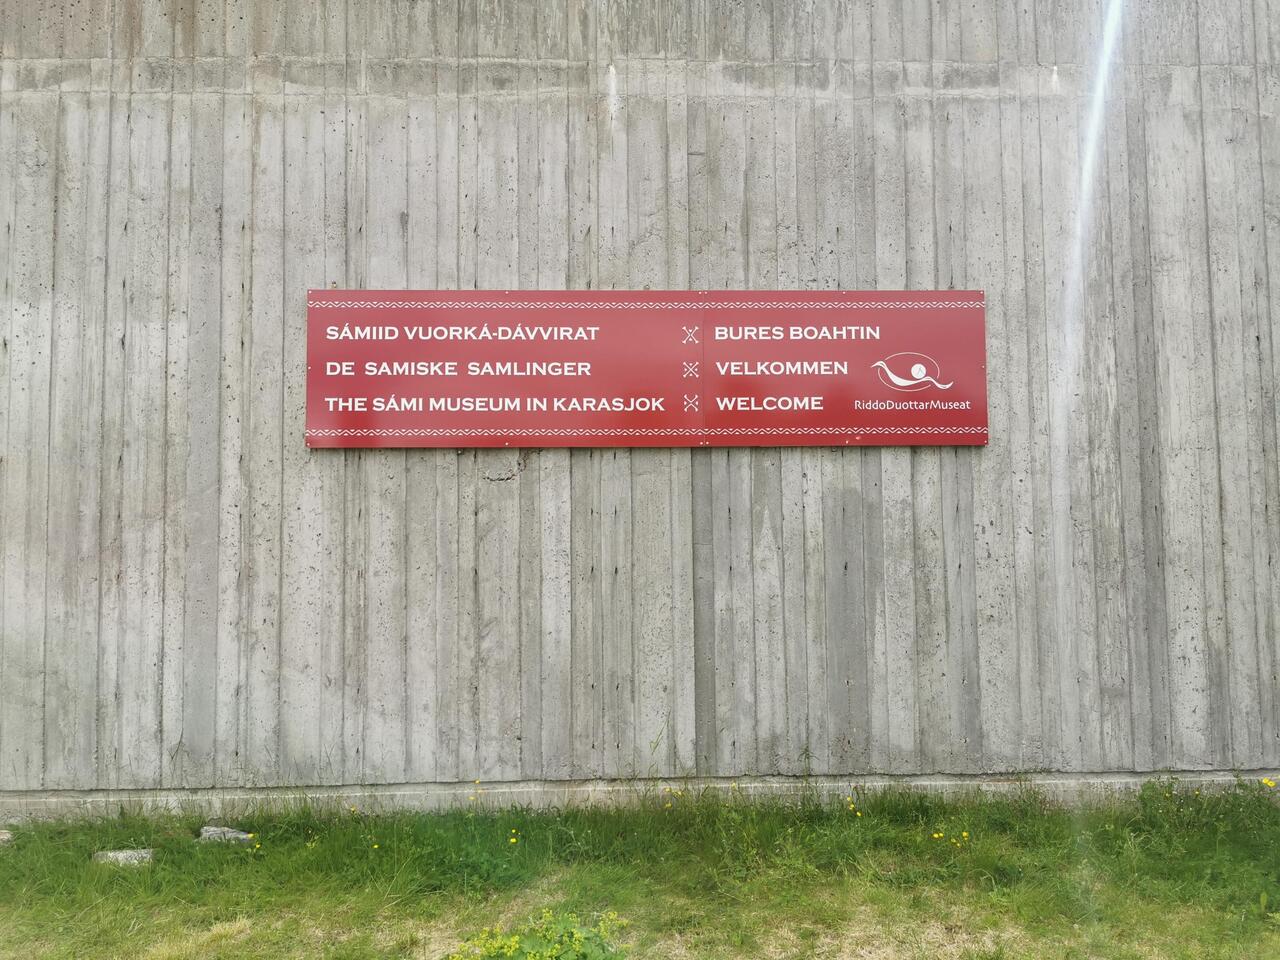 SÁMIID VUORKÁ-DÁVVIRAT
BURES BOAHTIN
DE SAMISKE SAMLINGER
VELKOMMEN
THE SÁMI MUSEUM IN KARASJOK
WELCOME
RiddoDuottarMuseat